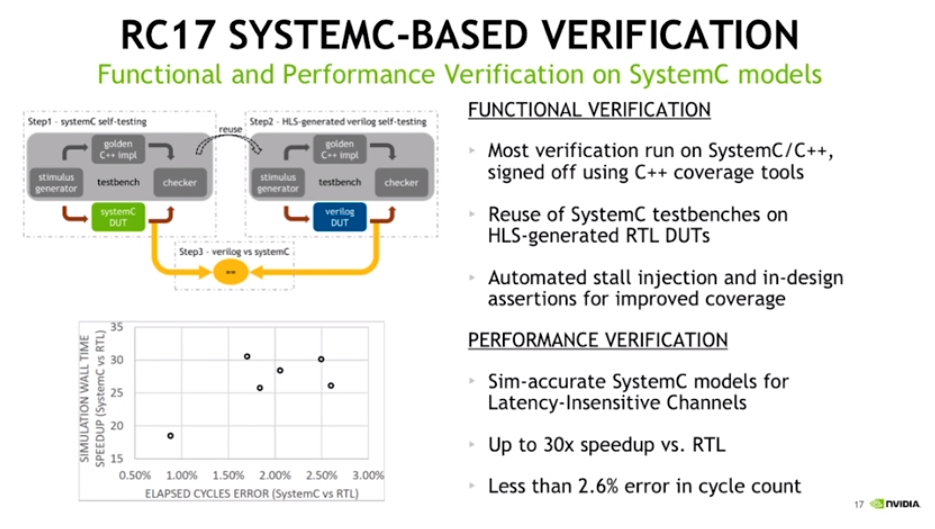 RC17 SYSTEMC-BASED VERIFICATION
Functional and Performance Verification on SystemC models
Step1 - systemC self-testing
golden
C++ impl
stimulus
generator
testbench
checker
systemC
DUT
reuse
Step2 - HLS-generated verilog self-testing
golden
C++ impl
stimulus
generator
testbench
checker
verilog
DUT
Step3 - verilog vs systemC
==
SIMULATION WALL TIME
SPEEDUP (SystemC vs RTL)
35
30
25
20
15
0.50% 1.00% 1.50% 2.00% 2.50% 3.00%
ELAPSED CYCLES ERROR (SystemC vs RTL)
FUNCTIONAL VERIFICATION
Most verification run on SystemC/C++,
signed off using C++ coverage tools
Reuse of SystemC testbenches on
HLS-generated RTL DUTs
Automated stall injection and in-design
assertions for improved coverage
PERFORMANCE VERIFICATION
Sim-accurate SystemC models for
Latency-Insensitive Channels
Up to 30x speedup vs. RTL
Less than 2.6% error in cycle count
17 NVIDIA.